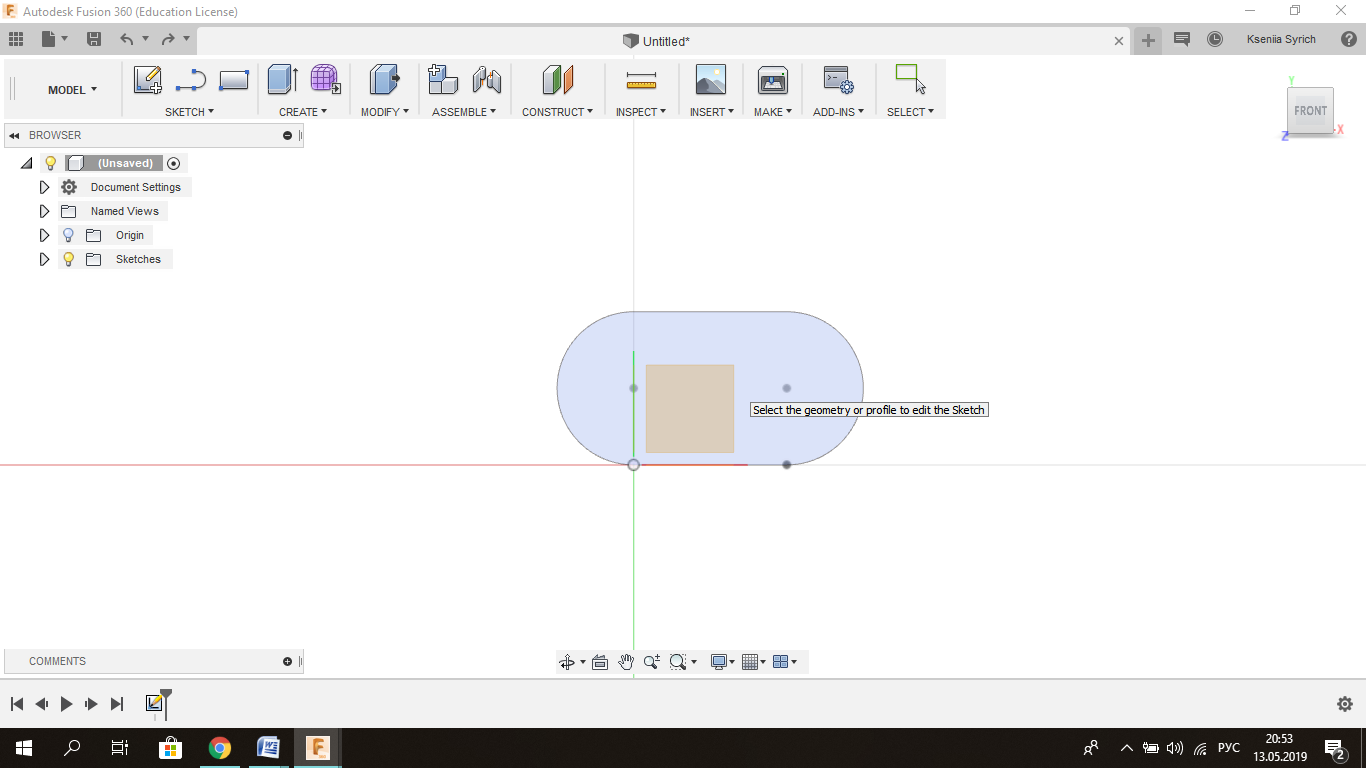 Autodesk Fusion 360 (Education License)
Untitled*
Kseniia Syrich
MODEL
SKETCH
CREATE
MODIFY
ASSEMBLE
CONSTRUCT
INSPECT
INSERT
MAKE
ADD-INS
SELECT
Y
FRONT
X
Z
BROWSER
(Unsaved)
Document Settings
Named Views
Origin
Sketches
Select the geometry or profile to edit the Sketch
COMMENTS
РУС
20:53
13.05.2019
2